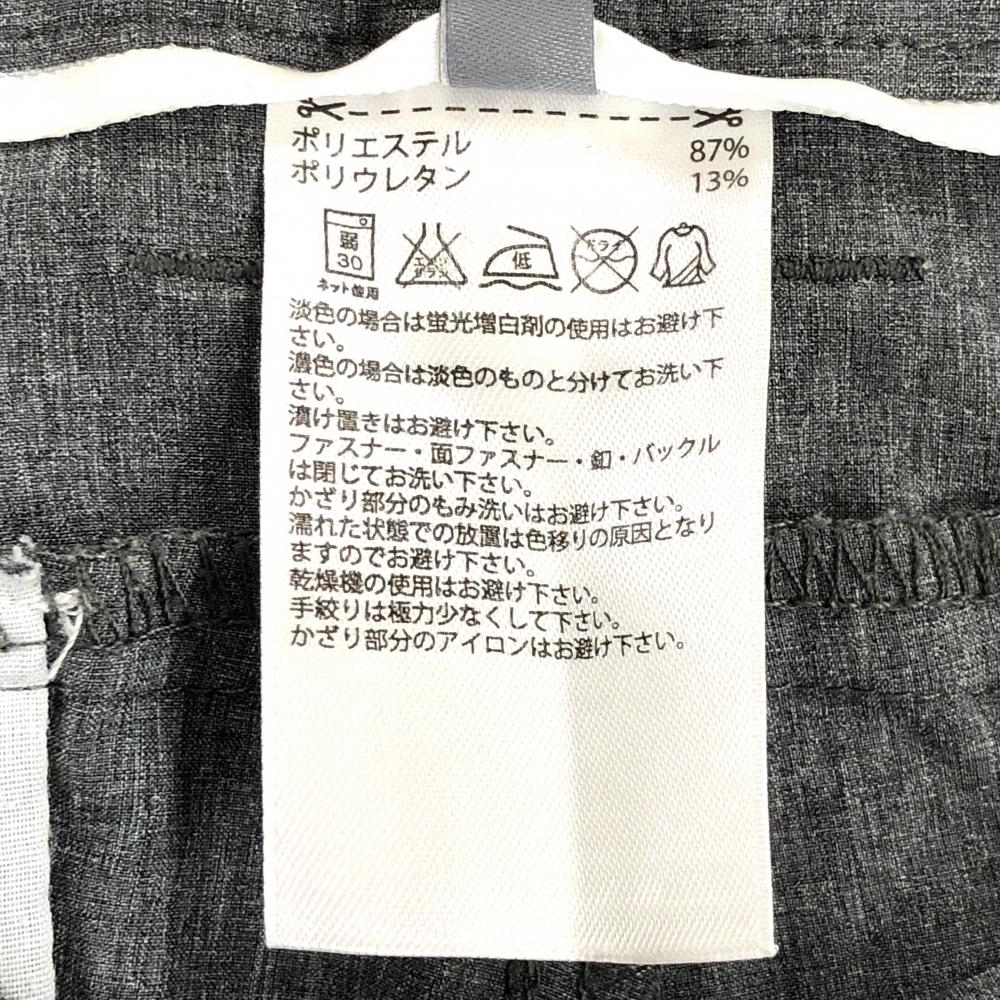 ポリエステル 87%
ポリウレタン 13%
弱 30 エンソ サラシ 低 ドライ
ネット使用
淡色の場合は蛍光増白剤の使用はお避け下
さい。
濃色の場合は淡色のものと分けてお洗い下
さい。
漬け置きはお避け下さい。
ファスナー・面ファスナー・釦・バックル
は閉じてお洗い下さい。
かざり部分のもみ洗いはお避け下さい。
濡れた状態での放置は色移りの原因となり
ますのでお避け下さい。
乾燥機の使用はお避け下さい。
手絞りは極力少なくして下さい。
かざり部分のアイロンはお避け下さい。